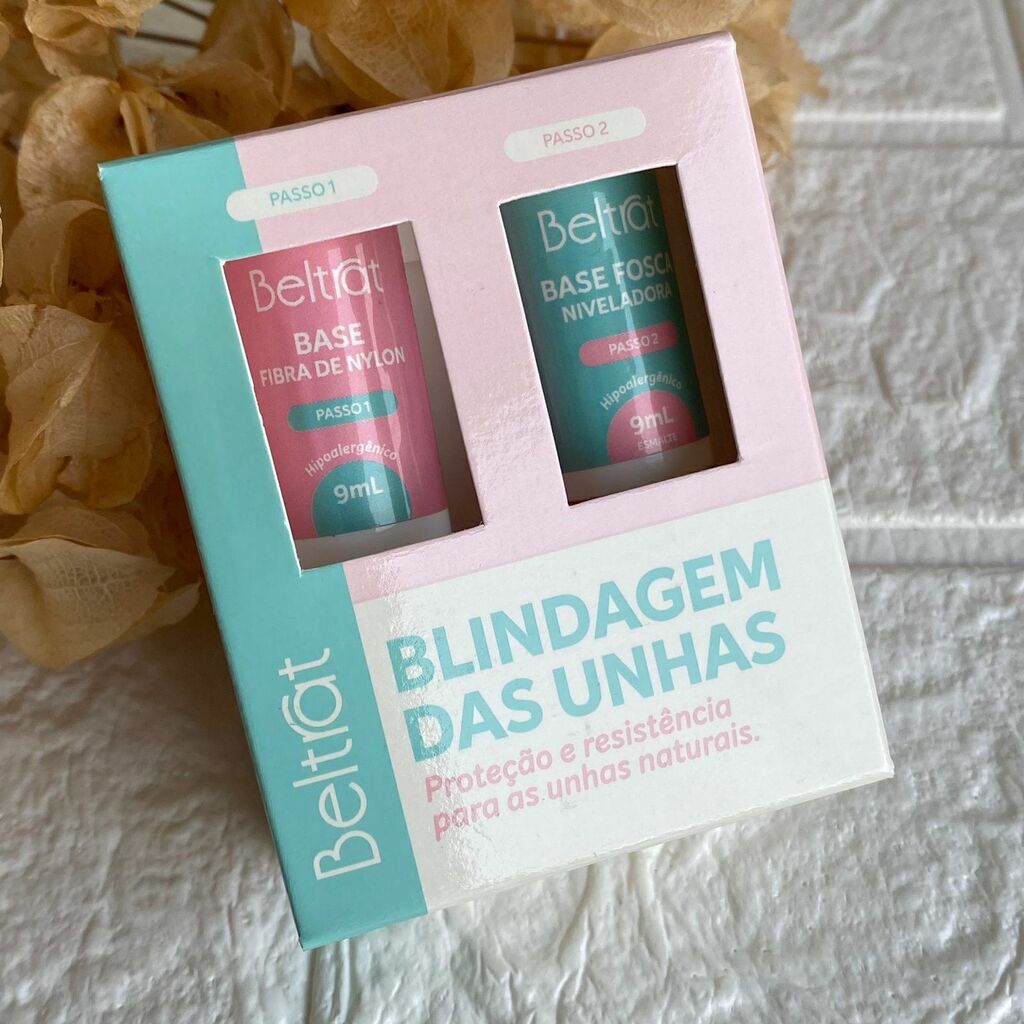 PASSO 1
PASSO 2
Beltrat
BASE
FIBRA DE NYLON
PASSO 1
Hipoalergênico
9mL
Beltrat
BASE FOSCA
NIVELADORA
PASSO 2
Hipoalergênico
9mL
ESMALTE
BLINDAGEM
DAS UNHAS
Proteção e resistência
para as unhas naturais.
Beltrat